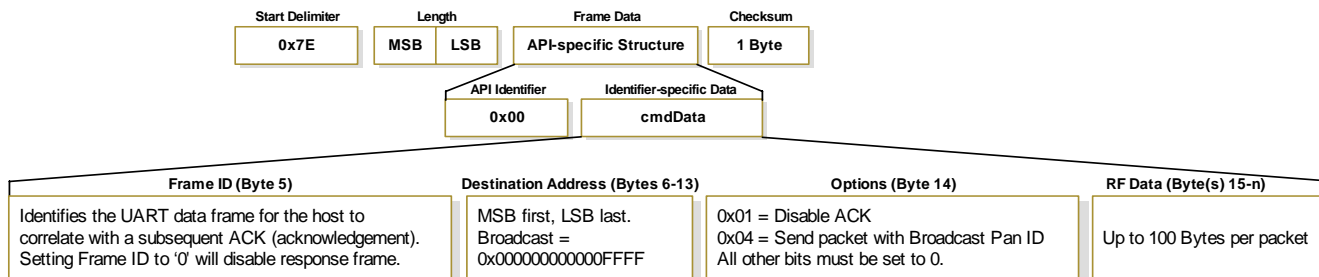 Start Delimiter
Length
Frame Data
Checksum
0x7E
MSB
LSB
API-specific Structure
1 Byte
API Identifier
Identifier-specific Data
0x00
cmdData
Frame ID (Byte 5)
Identifies the UART data frame for the host to
correlate with a subsequent ACK (acknowledgement).
Setting Frame ID to ‘0’ will disable response frame.
Destination Address (Bytes 6-13)
MSB first, LSB last.
Broadcast =
0x000000000000FFFF
Options (Byte 14)
0x01 = Disable ACK
0x04 = Send packet with Broadcast Pan ID
All other bits must be set to 0.
RF Data (Byte(s) 15-n)
Up to 100 Bytes per packet